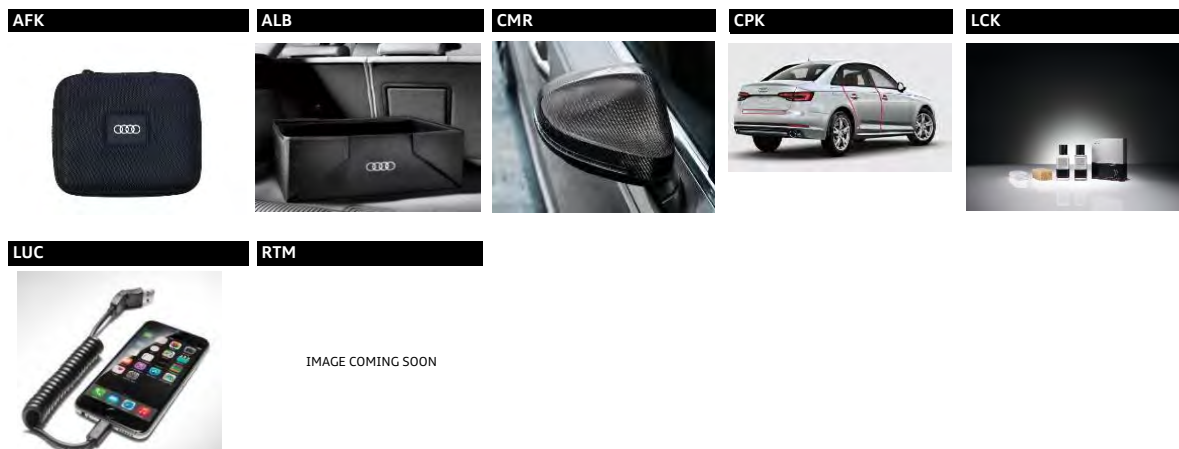 AFK
ALB
CMR
CPK
LCK
LUC
RTM
IMAGE COMING SOON